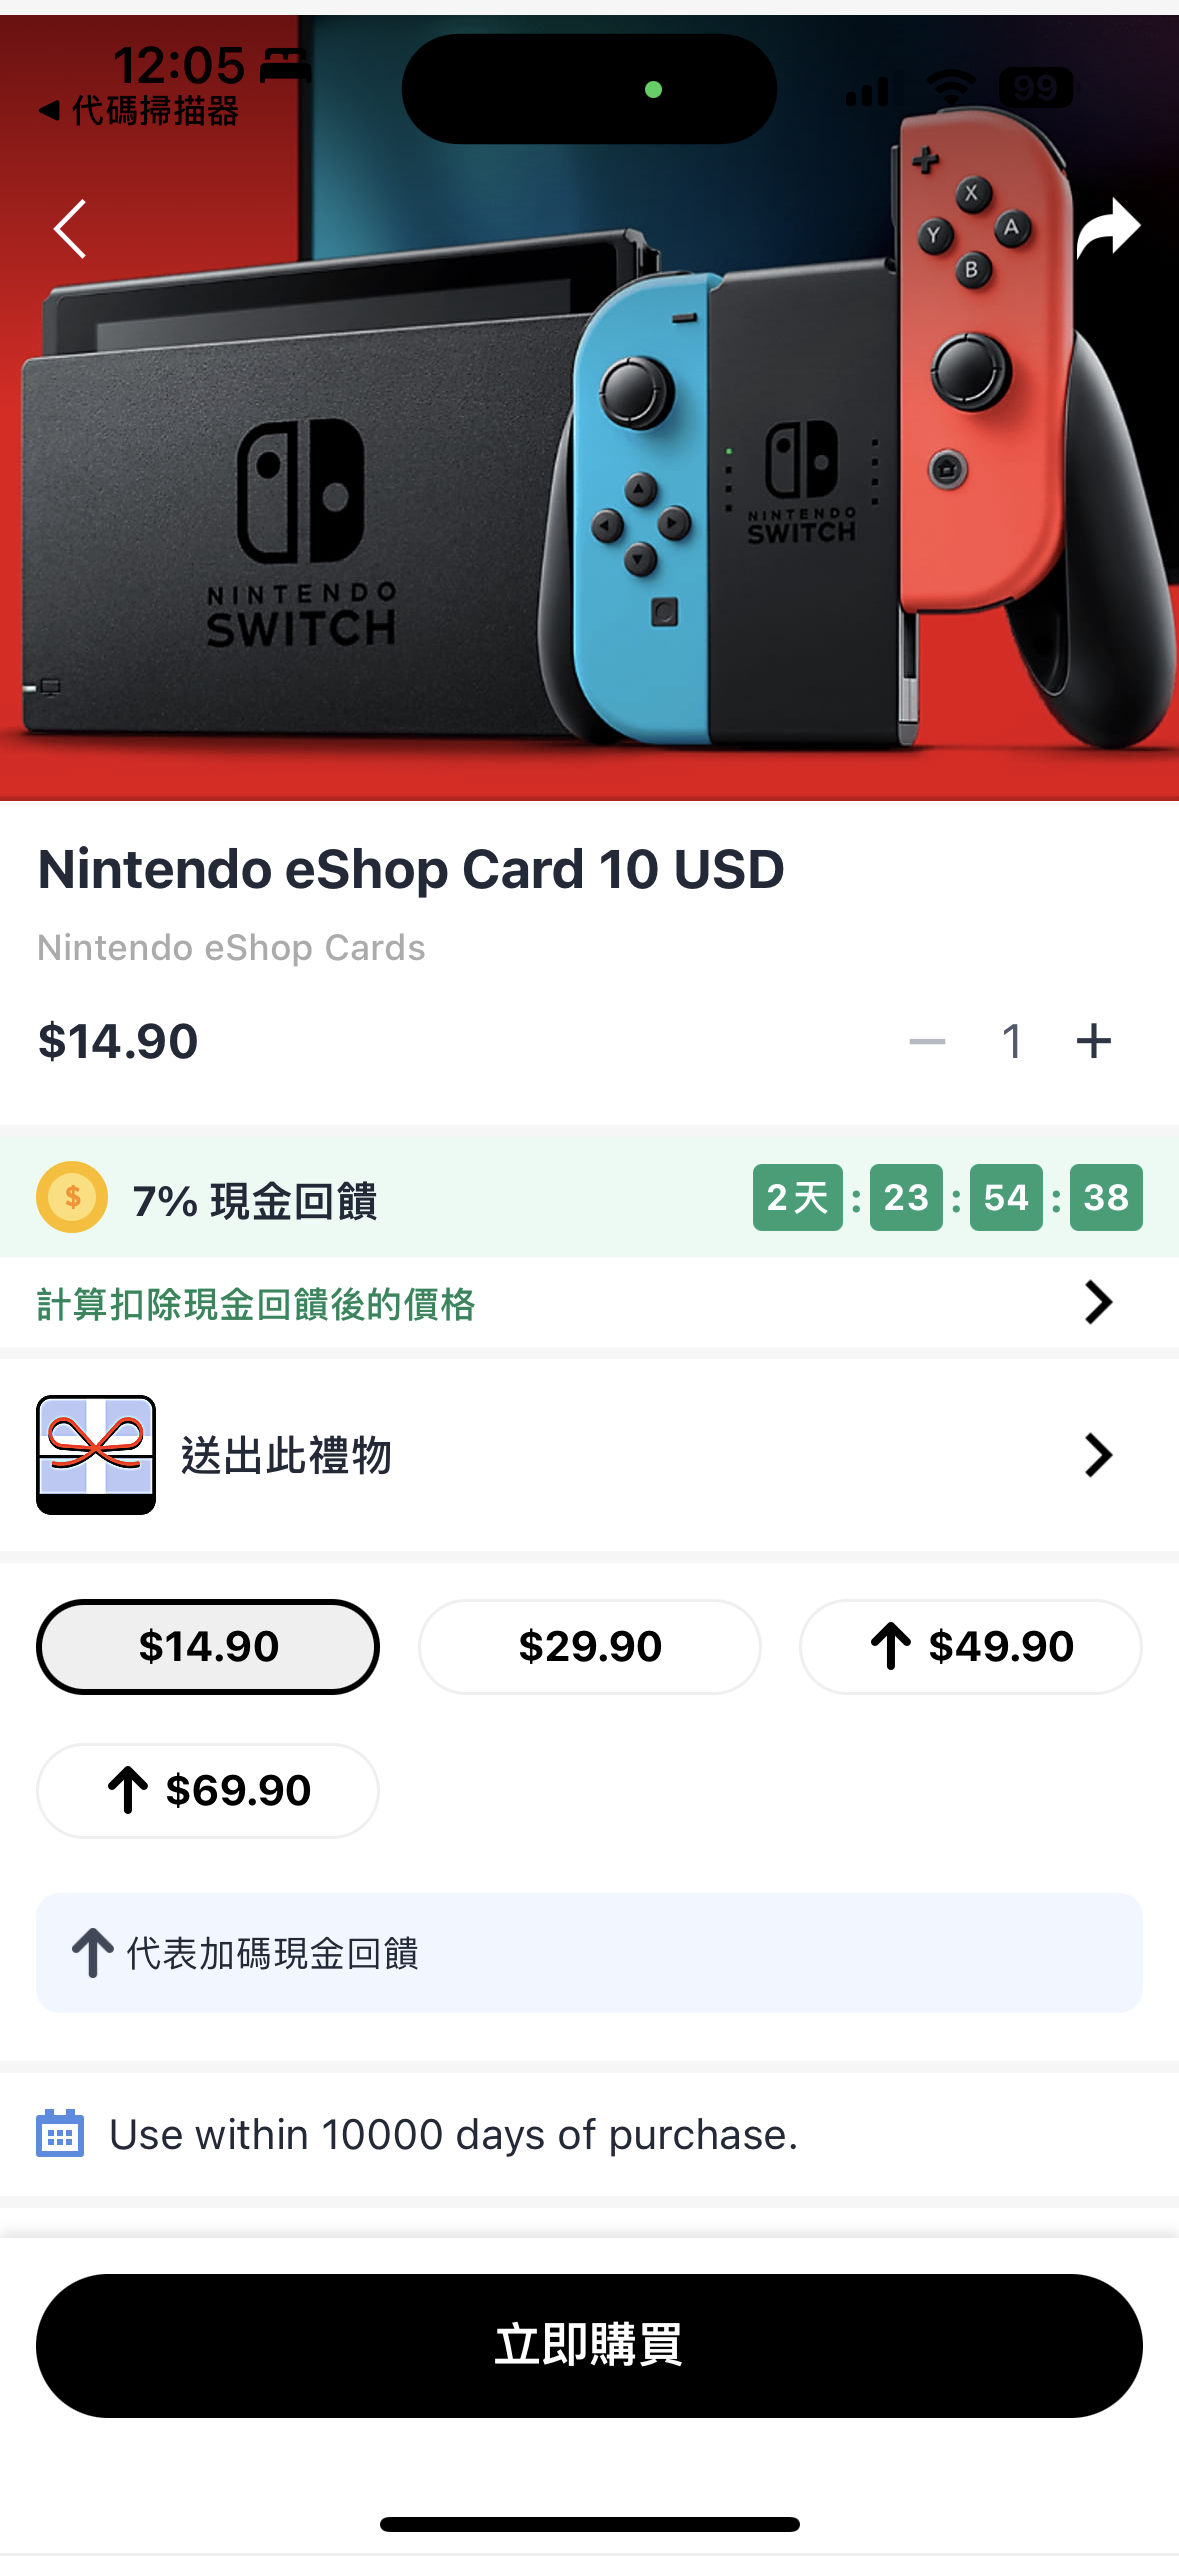 12:05
99
◀ 代碼掃描器
X
Y
A
B
NINTENDO
SWITCH
NINTENDO
SWITCH
Nintendo eShop Card 10 USD
Nintendo eShop Cards
$14.90
1
$
7% 現金回饋
2天:23:54:38
計算扣除現金回饋後的價格
送出此禮物
$14.90
$29.90
↑ $49.90
↑ $69.90
↑ 代表加碼現金回饋
Use within 10000 days of purchase.
立即購買